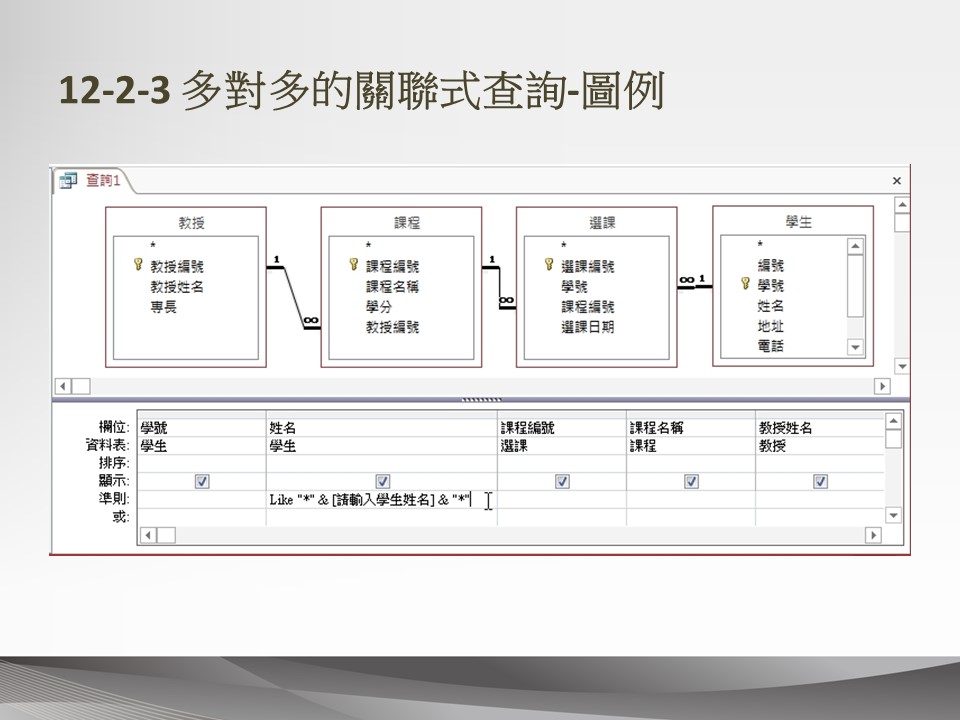 12-2-3 多對多的關聯式查詢-圖例
查詢1
教授
*
教授編號
教授姓名
專長
1
∞
課程
*
課程編號
課程名稱
學分
教授編號
1
∞
選課
*
選課編號
學號
課程編號
選課日期
∞ 1
學生
*
編號
學號
姓名
地址
電話
欄位: 學號 姓名 課程編號 課程名稱 教授姓名
資料表: 學生 學生 選課 課程 教授
排序:
顯示:
準則: Like "*" & [請輸入學生姓名] & "*"
或: